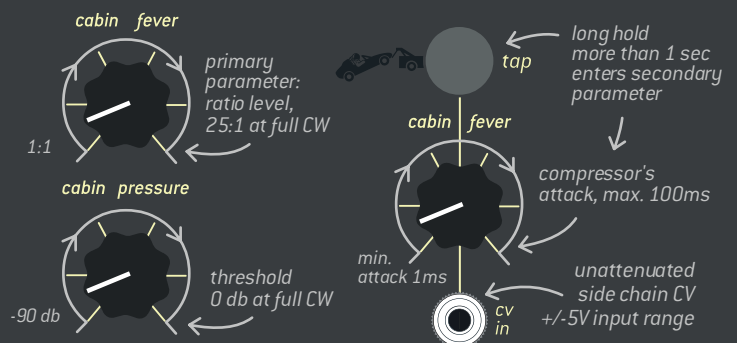 cabin fever
primary
parameter:
ratio level,
25:1 at full CW
1:1
cabin pressure
threshold
0 db at full CW
-90 db
long hold
more than 1 sec
enters secondary
parameter
tap
cabin fever
compressor's
attack, max. 100ms
min.
attack 1ms
unattenuated
side chain CV
+/-5V input range
cv
in